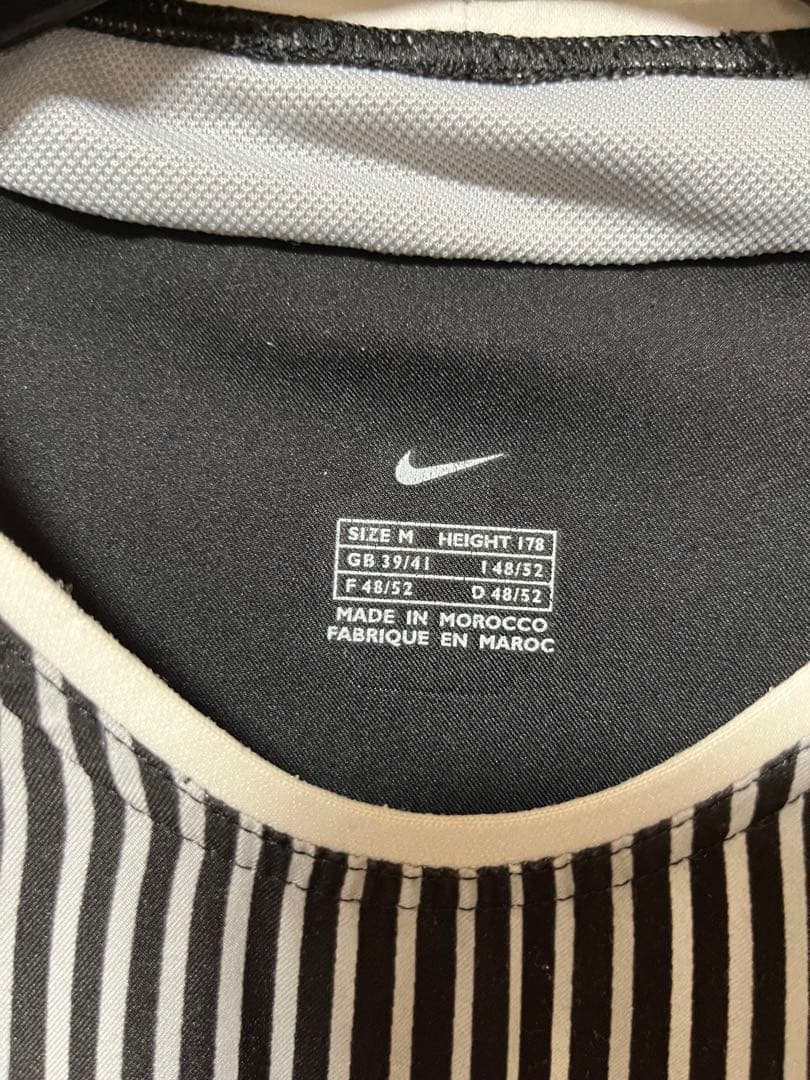 SIZE M HEIGHT 178
GB 39/41 I 48/52
F 48/52 D 48/52
MADE IN MOROCCO
FABRIQUE EN MAROC